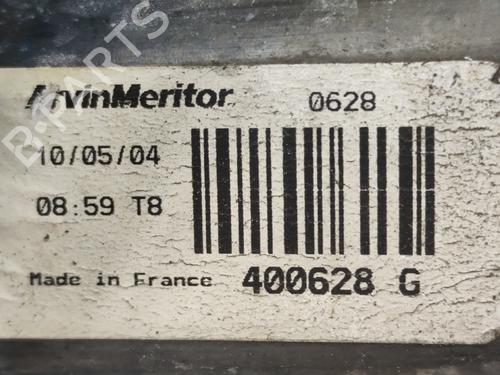 B-PARTS
ArvinMeritor 0628
10/05/04
08:59 T8
Made in France 400628 G